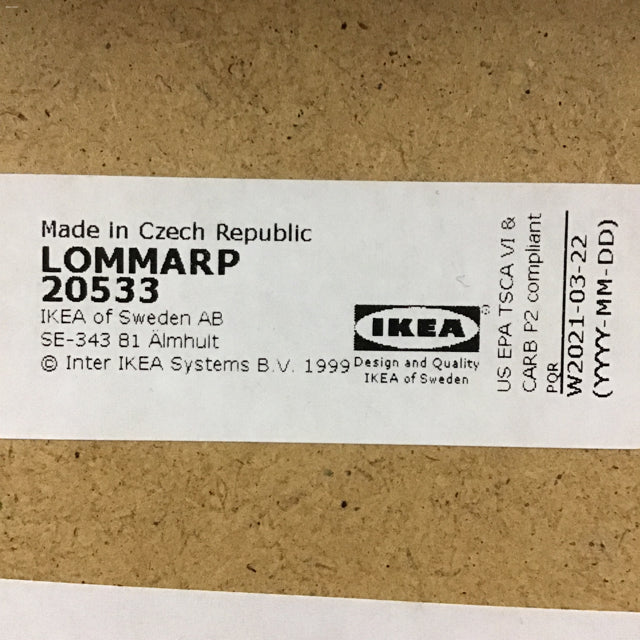 Made in Czech Republic
LOMMARP
20533
IKEA of Sweden AB
SE-343 81 Älmhult
© Inter IKEA Systems B.V. 1999
IKEA
®
Design and Quality
IKEA of Sweden
US EPA TSCA VI &
CARB P2 compliant
PQR
W2021-03-22
(YYYY-MM-DD)